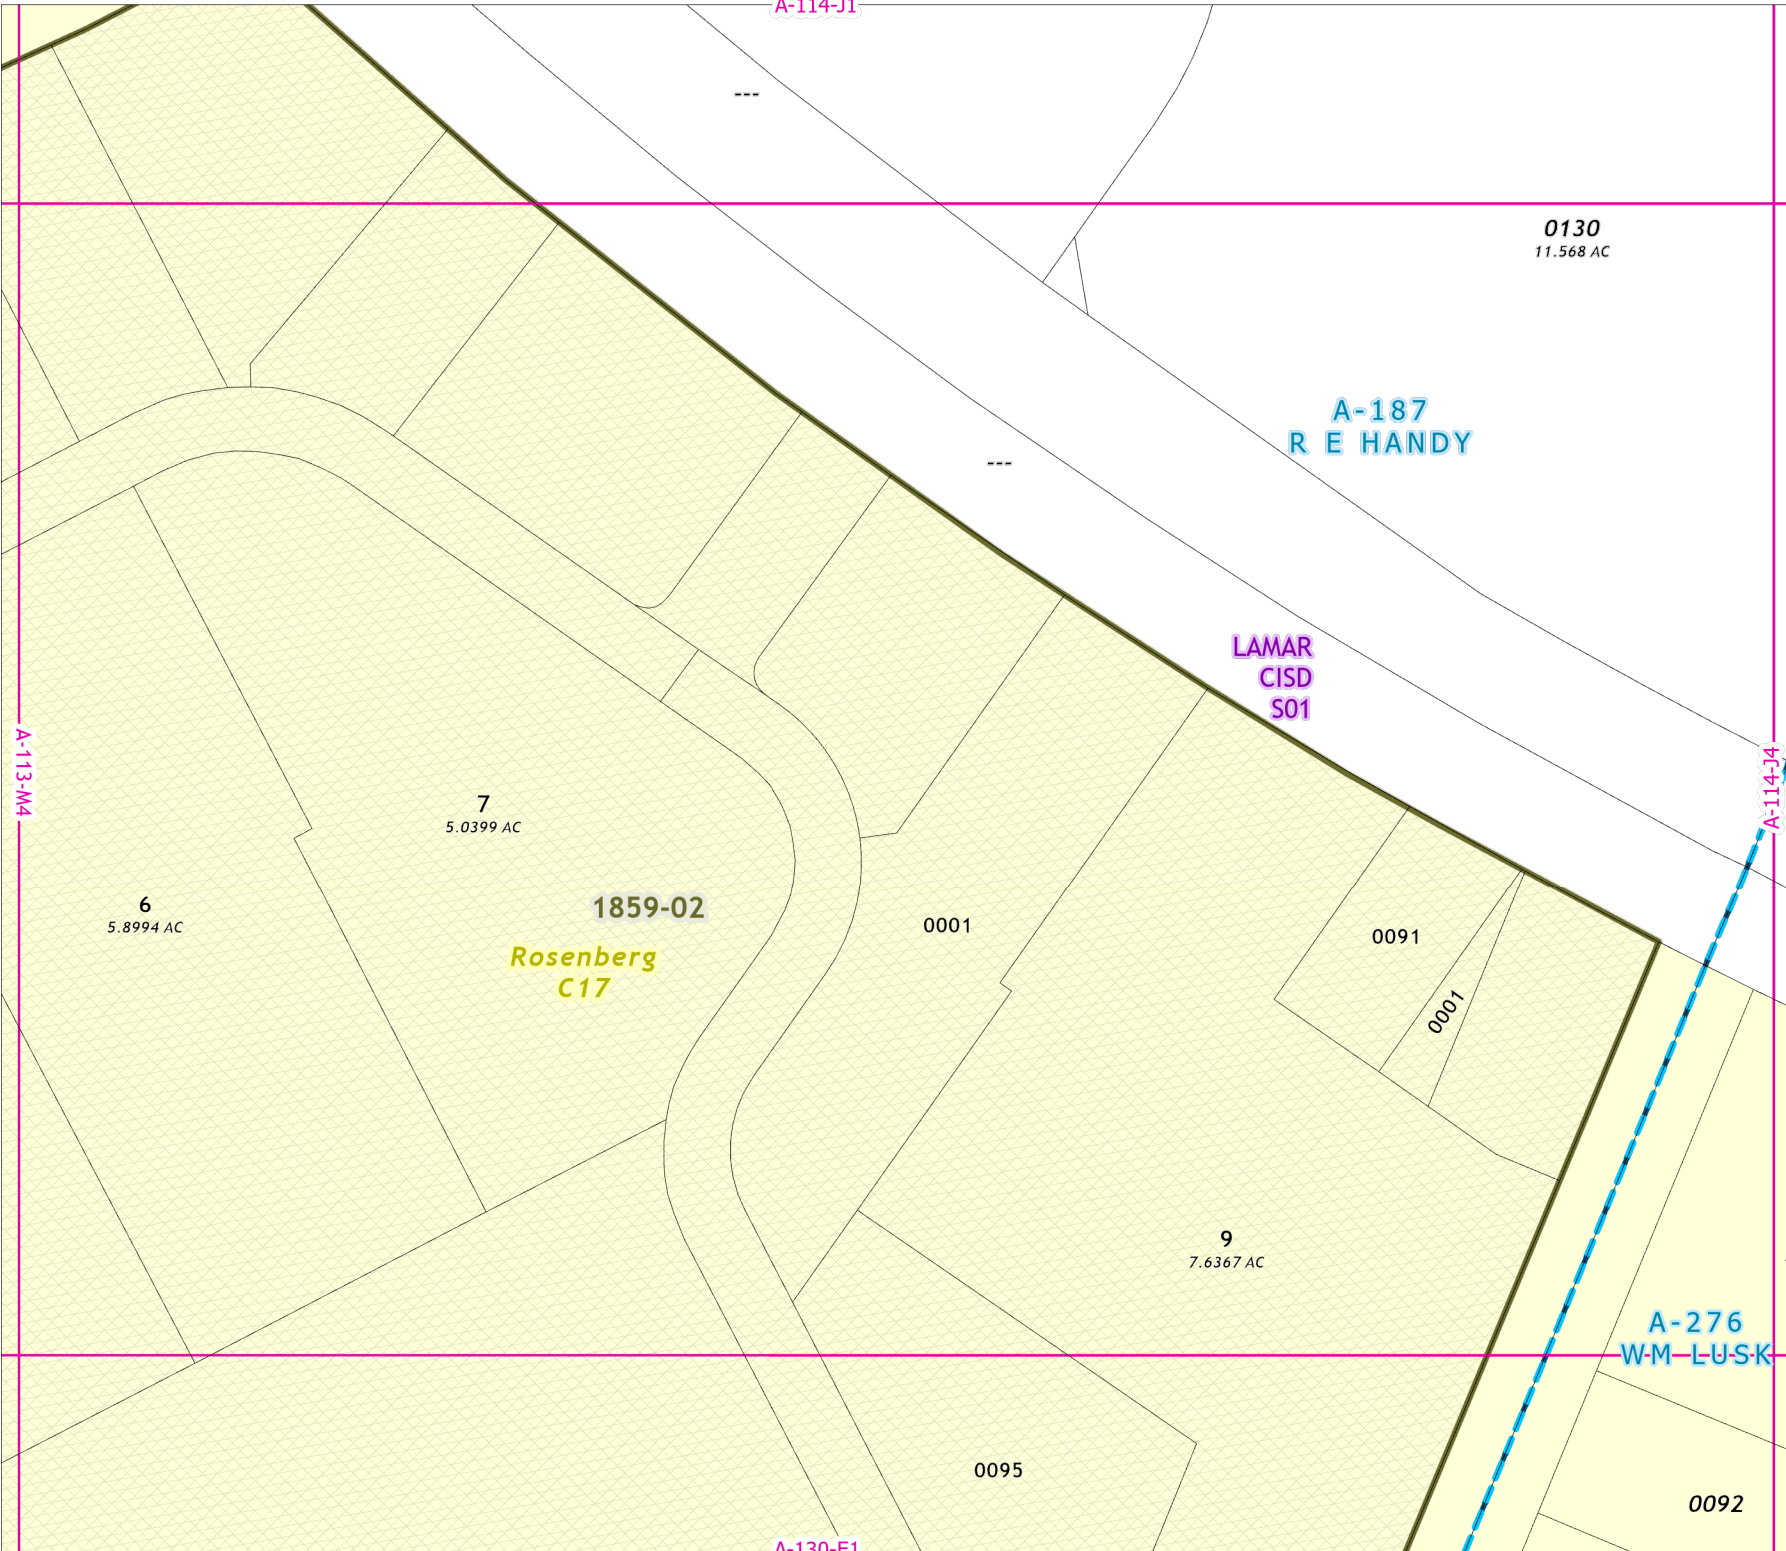 A-114-J1
---
0130
11.568 AC
A-187
R E HANDY
---
LAMAR
CISD
S01
A-113-M4
A-114-J4
7
5.0399 AC
6
5.8994 AC
1859-02
Rosenberg
C17
0001
0091
0001
9
7.6367 AC
A-276
WM LUSK
0095
0092
A-130-E1